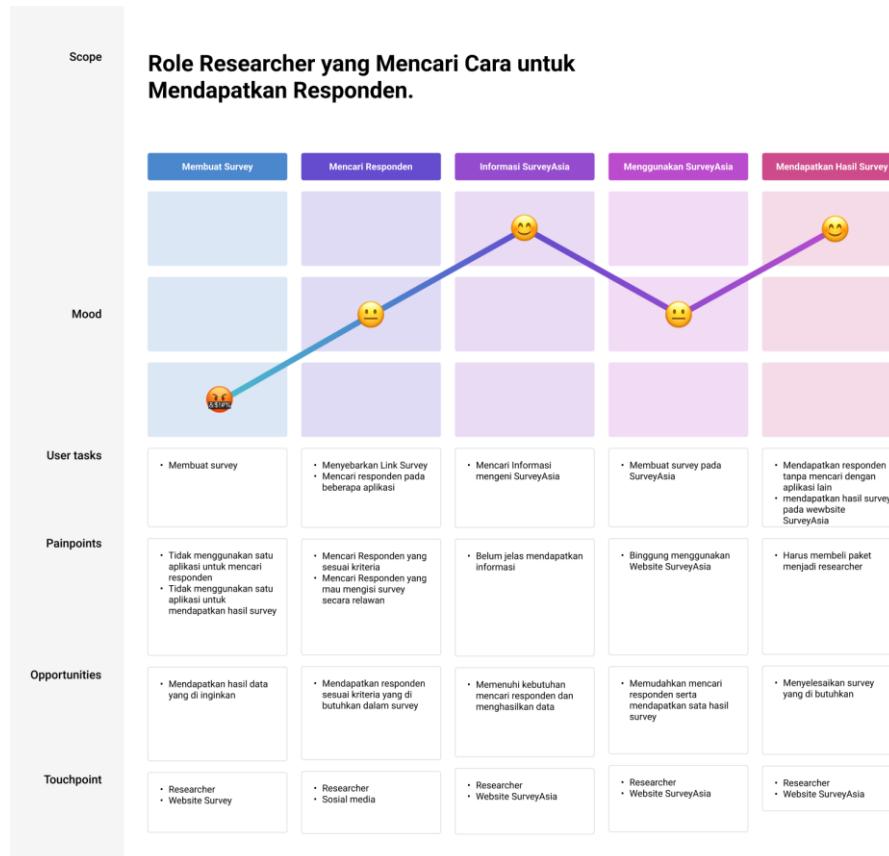 Scope
Role Researcher yang Mencari Cara untuk
Mendapatkan Responden.
Membuat Survey
Mencari Responden
Informasi SurveyAsia
Menggunakan SurveyAsia
Mendapatkan Hasil Survey
Mood
&$!#%
User tasks
• Membuat survey
• Menyebarkan Link Survey
• Mencari responden pada
beberapa aplikasi
• Mencari Informasi
mengeni SurveyAsia
• Membuat survey pada
SurveyAsia
• Mendapatkan responden
tanpa mencari dengan
aplikasi lain
• mendapatkan hasil survey
pada wewbsite
SurveyAsia
Painpoints
• Tidak menggunakan satu
aplikasi untuk mencari
responden
• Tidak menggunakan satu
aplikasi untuk
mendapatkan hasil survey
• Mencari Responden yang
sesuai kriteria
• Mencari Responden yang
mau mengisi survey
secara relawan
• Belum jelas mendapatkan
informasi
• Binggung menggunakan
Website SurveyAsia
• Harus membeli paket
menjadi researcher
Opportunities
• Mendapatkan hasil data
yang di inginkan
• Mendapatkan responden
sesuai kriteria yang di
butuhkan dalam survey
• Memenuhi kebutuhan
mencari responden dan
menghasilkan data
• Memudahkan mencari
responden serta
mendapatkan sata hasil
survey
• Menyelesaikan survey
yang di butuhkan
Touchpoint
• Researcher
• Website Survey
• Researcher
• Sosial media
• Researcher
• Website SurveyAsia
• Researcher
• Website SurveyAsia
• Researcher
• Website SurveyAsia